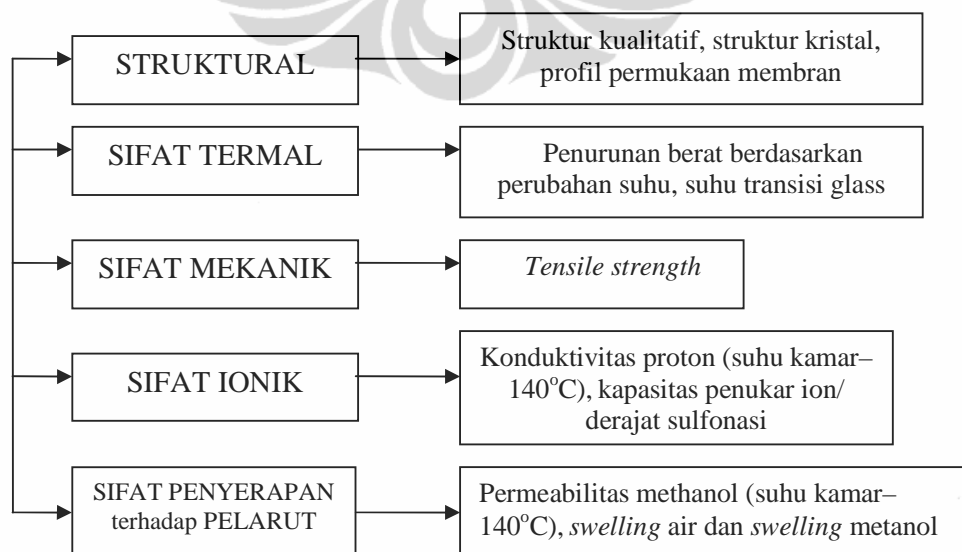 STRUKTURAL
Struktur kualitatif, struktur kristal,
profil permukaan membran
SIFAT TERMAL
Penurunan berat berdasarkan
perubahan suhu, suhu transisi glass
SIFAT MEKANIK
Tensile strength
SIFAT IONIK
Konduktivitas proton (suhu kamar–
140°C), kapasitas penukar ion/
derajat sulfonasi
SIFAT PENYERAPAN
terhadap PELARUT
Permeabilitas methanol (suhu kamar–
140°C), swelling air dan swelling metanol